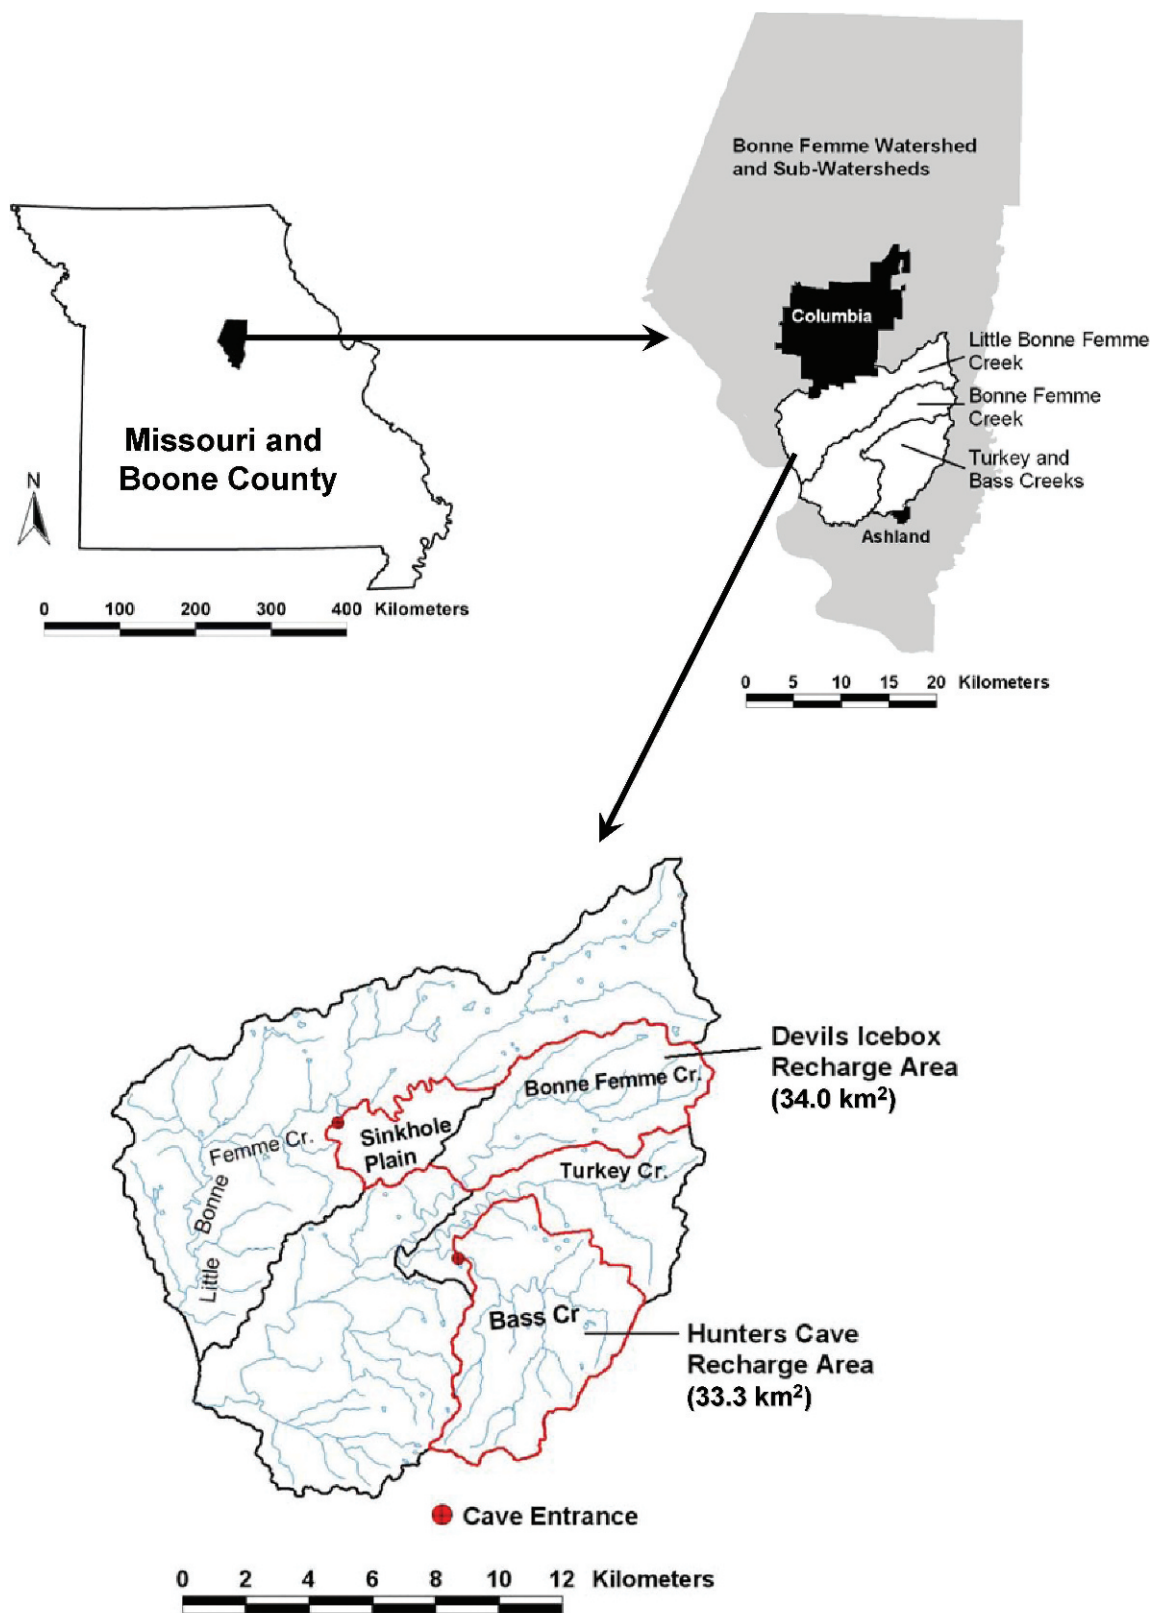 Bonne Femme Watershed
and Sub-Watersheds
Columbia
Little Bonne Femme
Creek
Bonne Femme
Creek
Turkey and
Bass Creeks
Ashland
0 5 10 15 20 Kilometers
Missouri and
Boone County
N
0 100 200 300 400 Kilometers
Devils Icebox
Recharge Area
(34.0 km²)
Bonne Femme Cr.
Sinkhole
Plain
Femme Cr.
Bonne
Little
Turkey Cr.
Bass Cr
Hunters Cave
Recharge Area
(33.3 km²)
Cave Entrance
0 2 4 6 8 10 12 Kilometers